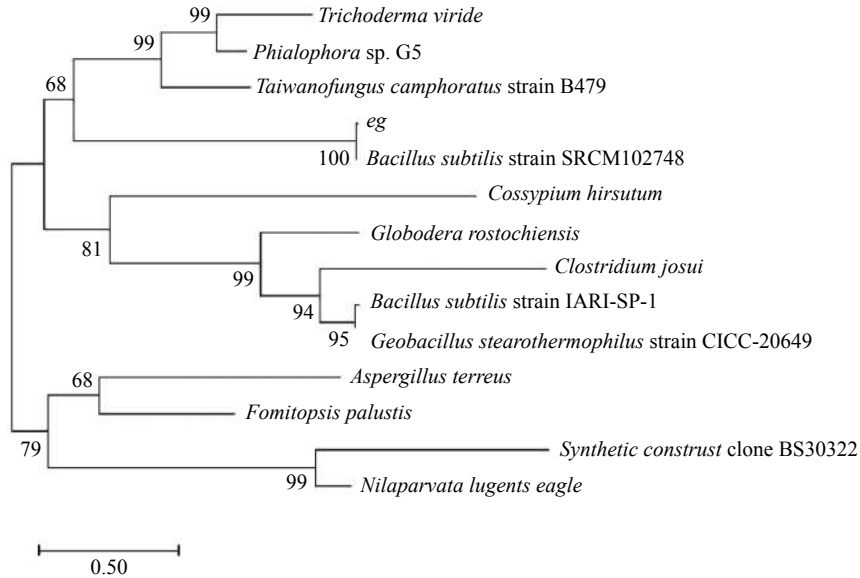 99
Trichoderma viride
99
Phialophora sp. G5
68
Taiwanofungus camphoratus strain B479
eg
100
Bacillus subtilis strain SRCM102748
Cossypium hirsutum
81
Globodera rostochiensis
99
Clostridium josui
94
Bacillus subtilis strain IARI-SP-1
95
Geobacillus stearothermophilus strain CICC-20649
68
Aspergillus terreus
Fomitopsis palustis
79
Synthetic construst clone BS30322
99
Nilaparvata lugents eagle
0.50